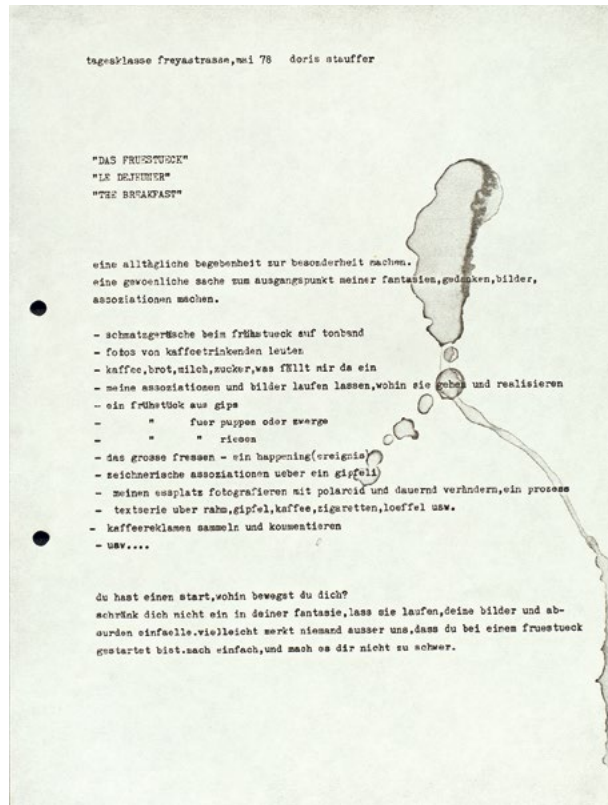 tagesklasse freyastrasse,mai 78   doris stauffer
"DAS FRUESTUECK"
"LE DEJEUNER"
"THE BREAKFAST"
eine alltägliche begebenheit zur besonderheit machen.
eine gewoenliche sache zum ausgangspunkt meiner fantasien,gedanken,bilder,
assoziationen machen.
- schmatzgeräusche beim frühstueck auf tonband
- fotos von kaffeetrinkenden leuten
- kaffee,brot,milch,zucker,was fällt mir da ein
- meine assoziationen und bilder laufen lassen,wohin sie gehen und realisieren
- ein frühstück aus gips
- " fuer puppen oder zwerge
- " " riesen
- das grosse fressen - ein happening(ereignis)
- zeichnerische assoziationen ueber ein gipfeli
- meinen essplatz fotografieren mit polaroid und dauernd verändern,ein prozess
- textserie über rahm,gipfel,kaffee,zigaretten,loeffel usw.
- kaffeereklamen sammeln und kommentieren
- usw....
du hast einen start,wohin bewegst du dich?
schränk dich nicht ein in deiner fantasie,lass sie laufen,deine bilder und ab-
surden einfaelle.vielleicht merkt niemand ausser uns,dass du bei einem fruestueck
gestartet bist.mach einfach,und mach es dir nicht zu schwer.